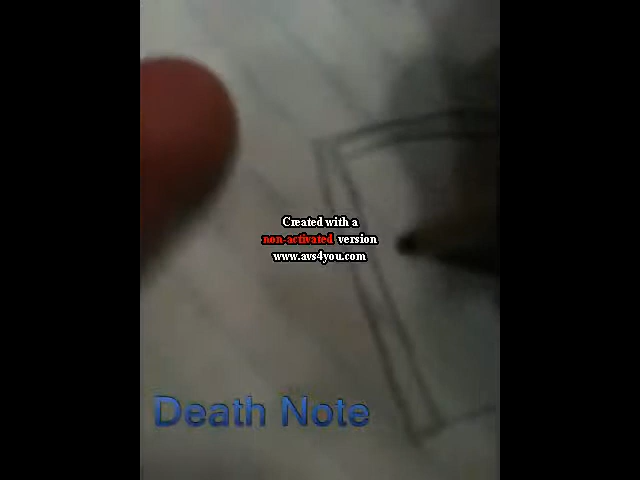 Created with a
non-activated version
www.avs4you.com
Death Note